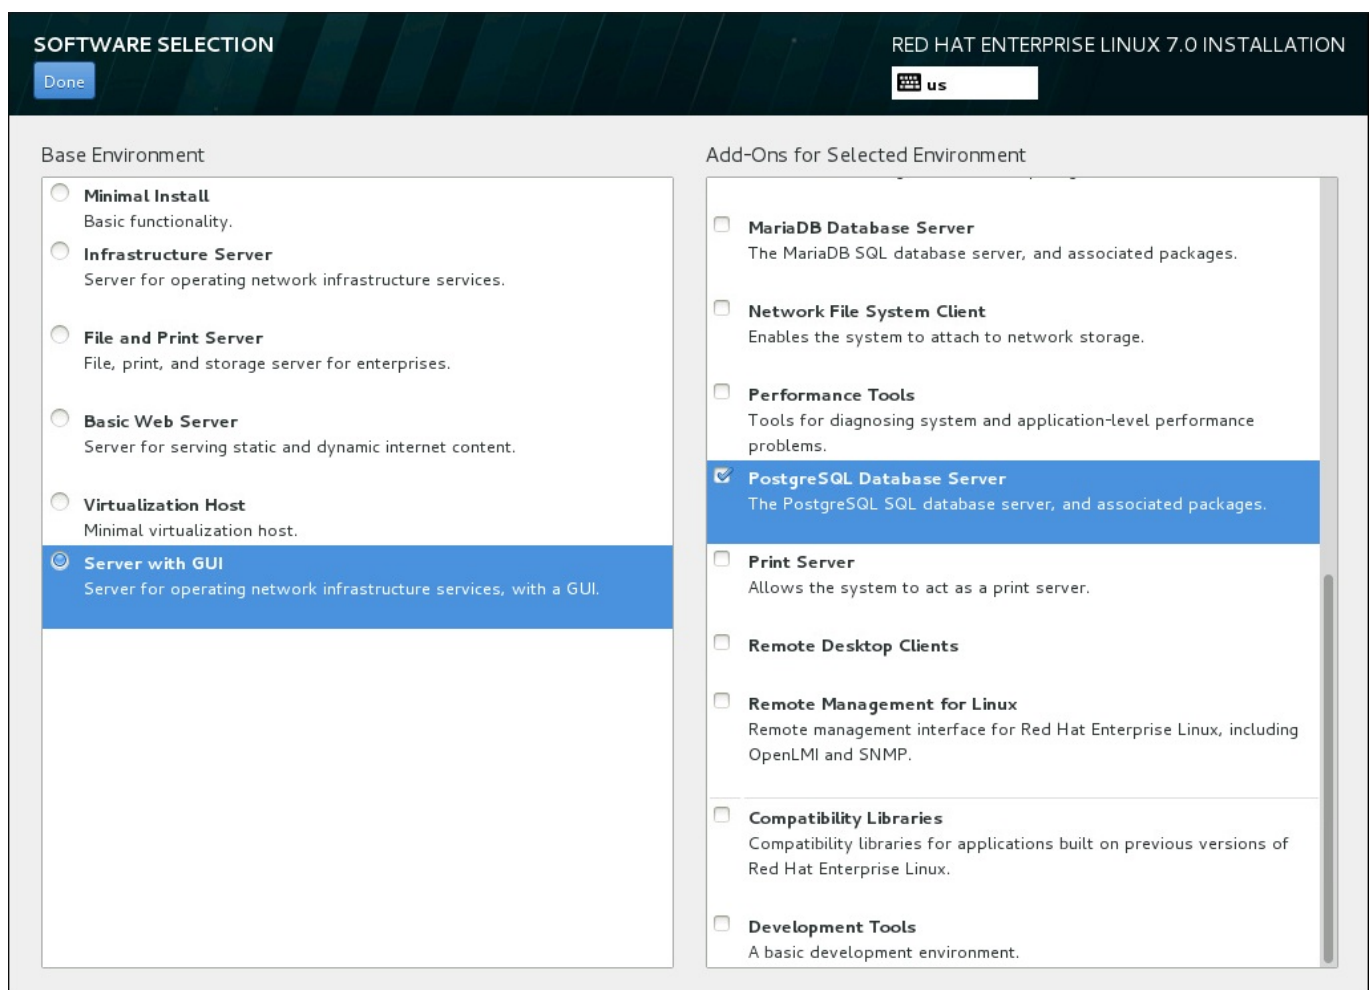 SOFTWARE SELECTION
RED HAT ENTERPRISE LINUX 7.0 INSTALLATION
Done
us
Base Environment
Minimal Install
Basic functionality.
Infrastructure Server
Server for operating network infrastructure services.
File and Print Server
File, print, and storage server for enterprises.
Basic Web Server
Server for serving static and dynamic internet content.
Virtualization Host
Minimal virtualization host.
Server with GUI
Server for operating network infrastructure services, with a GUI.
Add-Ons for Selected Environment
MariaDB Database Server
The MariaDB SQL database server, and associated packages.
Network File System Client
Enables the system to attach to network storage.
Performance Tools
Tools for diagnosing system and application-level performance
problems.
PostgreSQL Database Server
The PostgreSQL SQL database server, and associated packages.
Print Server
Allows the system to act as a print server.
Remote Desktop Clients
Remote Management for Linux
Remote management interface for Red Hat Enterprise Linux, including
OpenLMI and SNMP.
Compatibility Libraries
Compatibility libraries for applications built on previous versions of
Red Hat Enterprise Linux.
Development Tools
A basic development environment.